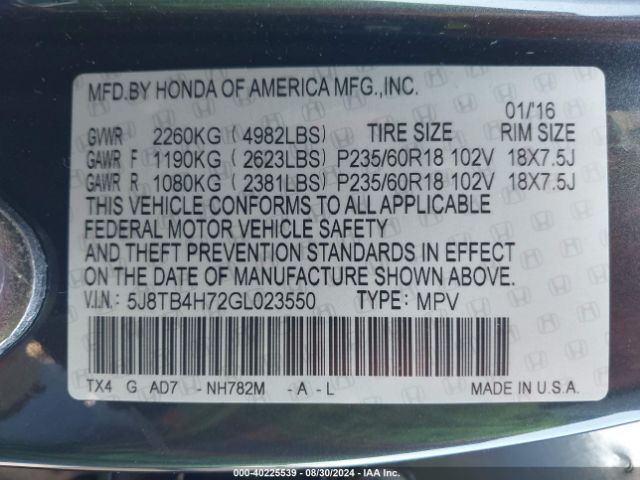 MFD.BY HONDA OF AMERICA MFG.,INC.
01/16
GVWR 2260KG (4982LBS) TIRE SIZE RIM SIZE
GAWR F 1190KG (2623LBS) P235/60R18 102V 18X7.5J
GAWR R 1080KG (2381LBS) P235/60R18 102V 18X7.5J
THIS VEHICLE CONFORMS TO ALL APPLICABLE
FEDERAL MOTOR VEHICLE SAFETY
AND THEFT PREVENTION STANDARDS IN EFFECT
ON THE DATE OF MANUFACTURE SHOWN ABOVE.
V.I.N.: 5J8TB4H72GL023550 TYPE: MPV
TX4 G AD7 -NH782M -A-L MADE IN U.S.A.
000-40225539 - 08/30/2024 - IAA Inc.